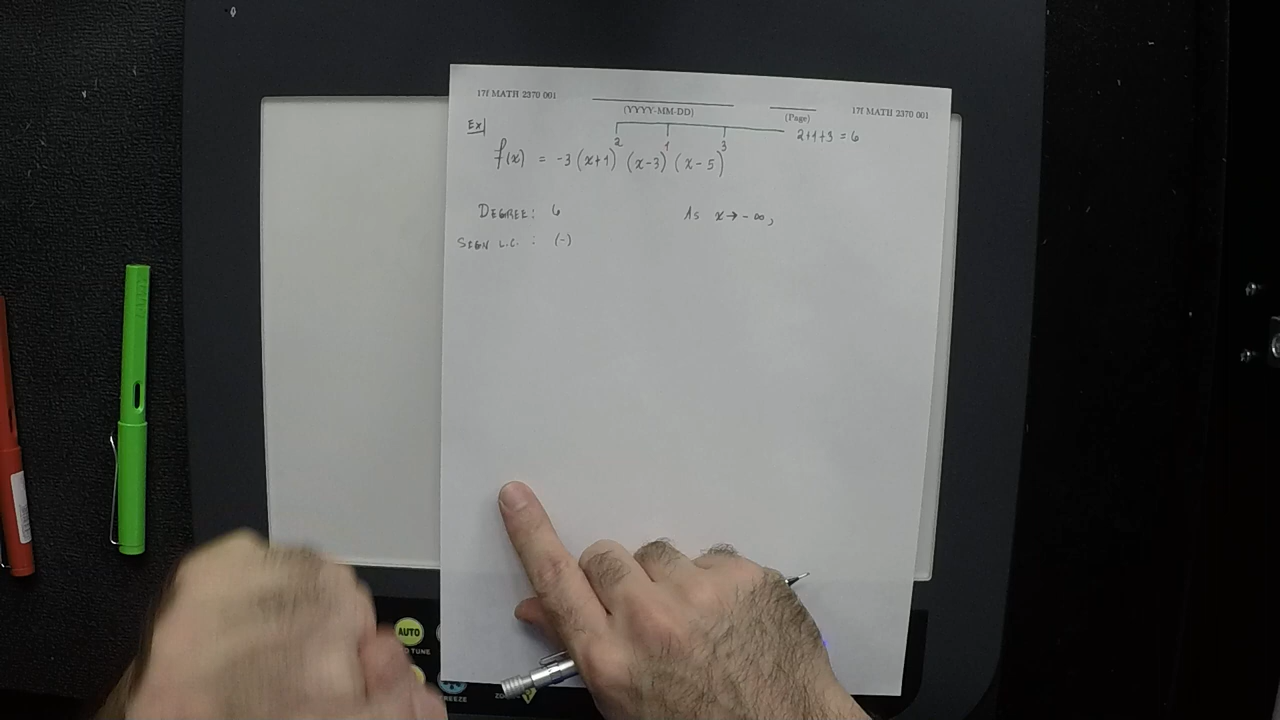 17f MATH 2370 001
(YYYY-MM-DD)
(Page)
17f MATH 2370 001
Ex
2+1+3 = 6
f(x) = -3(x+1)² (x-3)¹ (x-5)³
DEGREE: 6
As x→-∞,
SIGN L.C. : (-)
AUTO
TUNE